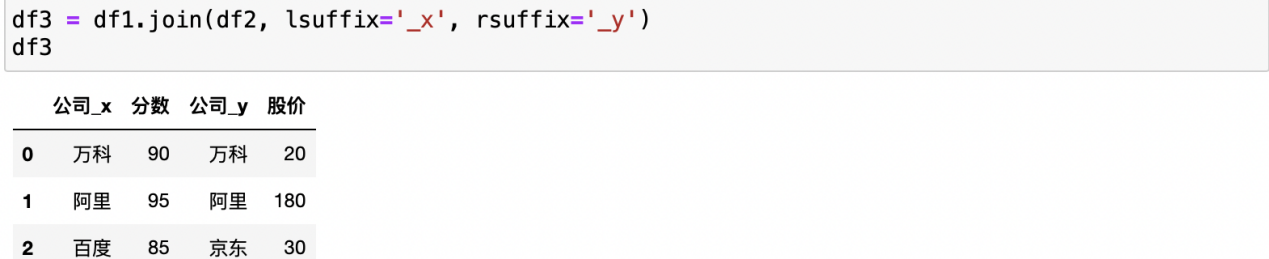 df3 = df1.join(df2, lsuffix='_x', rsuffix='_y')
df3
公司_x 分数 公司_y 股价
0 万科 90 万科 20
1 阿里 95 阿里 180
2 百度 85 京东 30